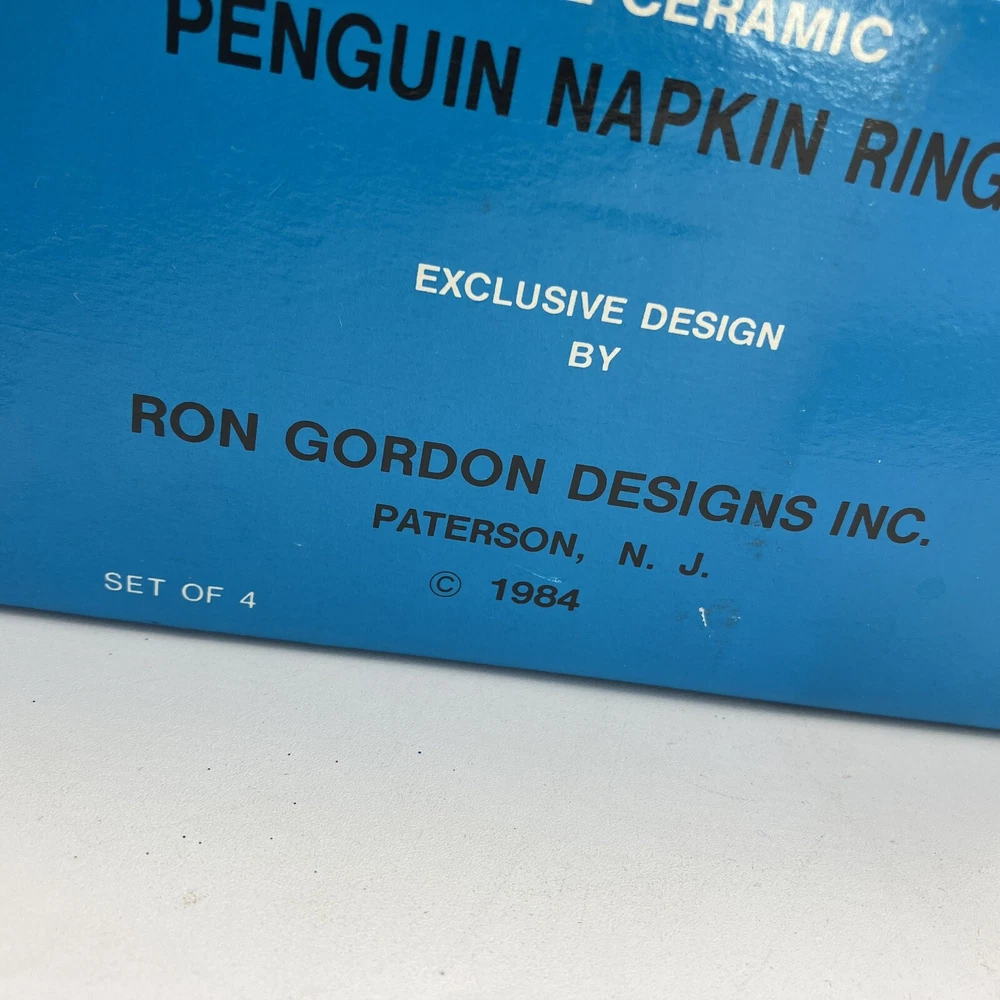 CERAMIC
PENGUIN NAPKIN RING
EXCLUSIVE DESIGN
BY
RON GORDON DESIGNS INC.
PATERSON, N. J.
© 1984
SET OF 4